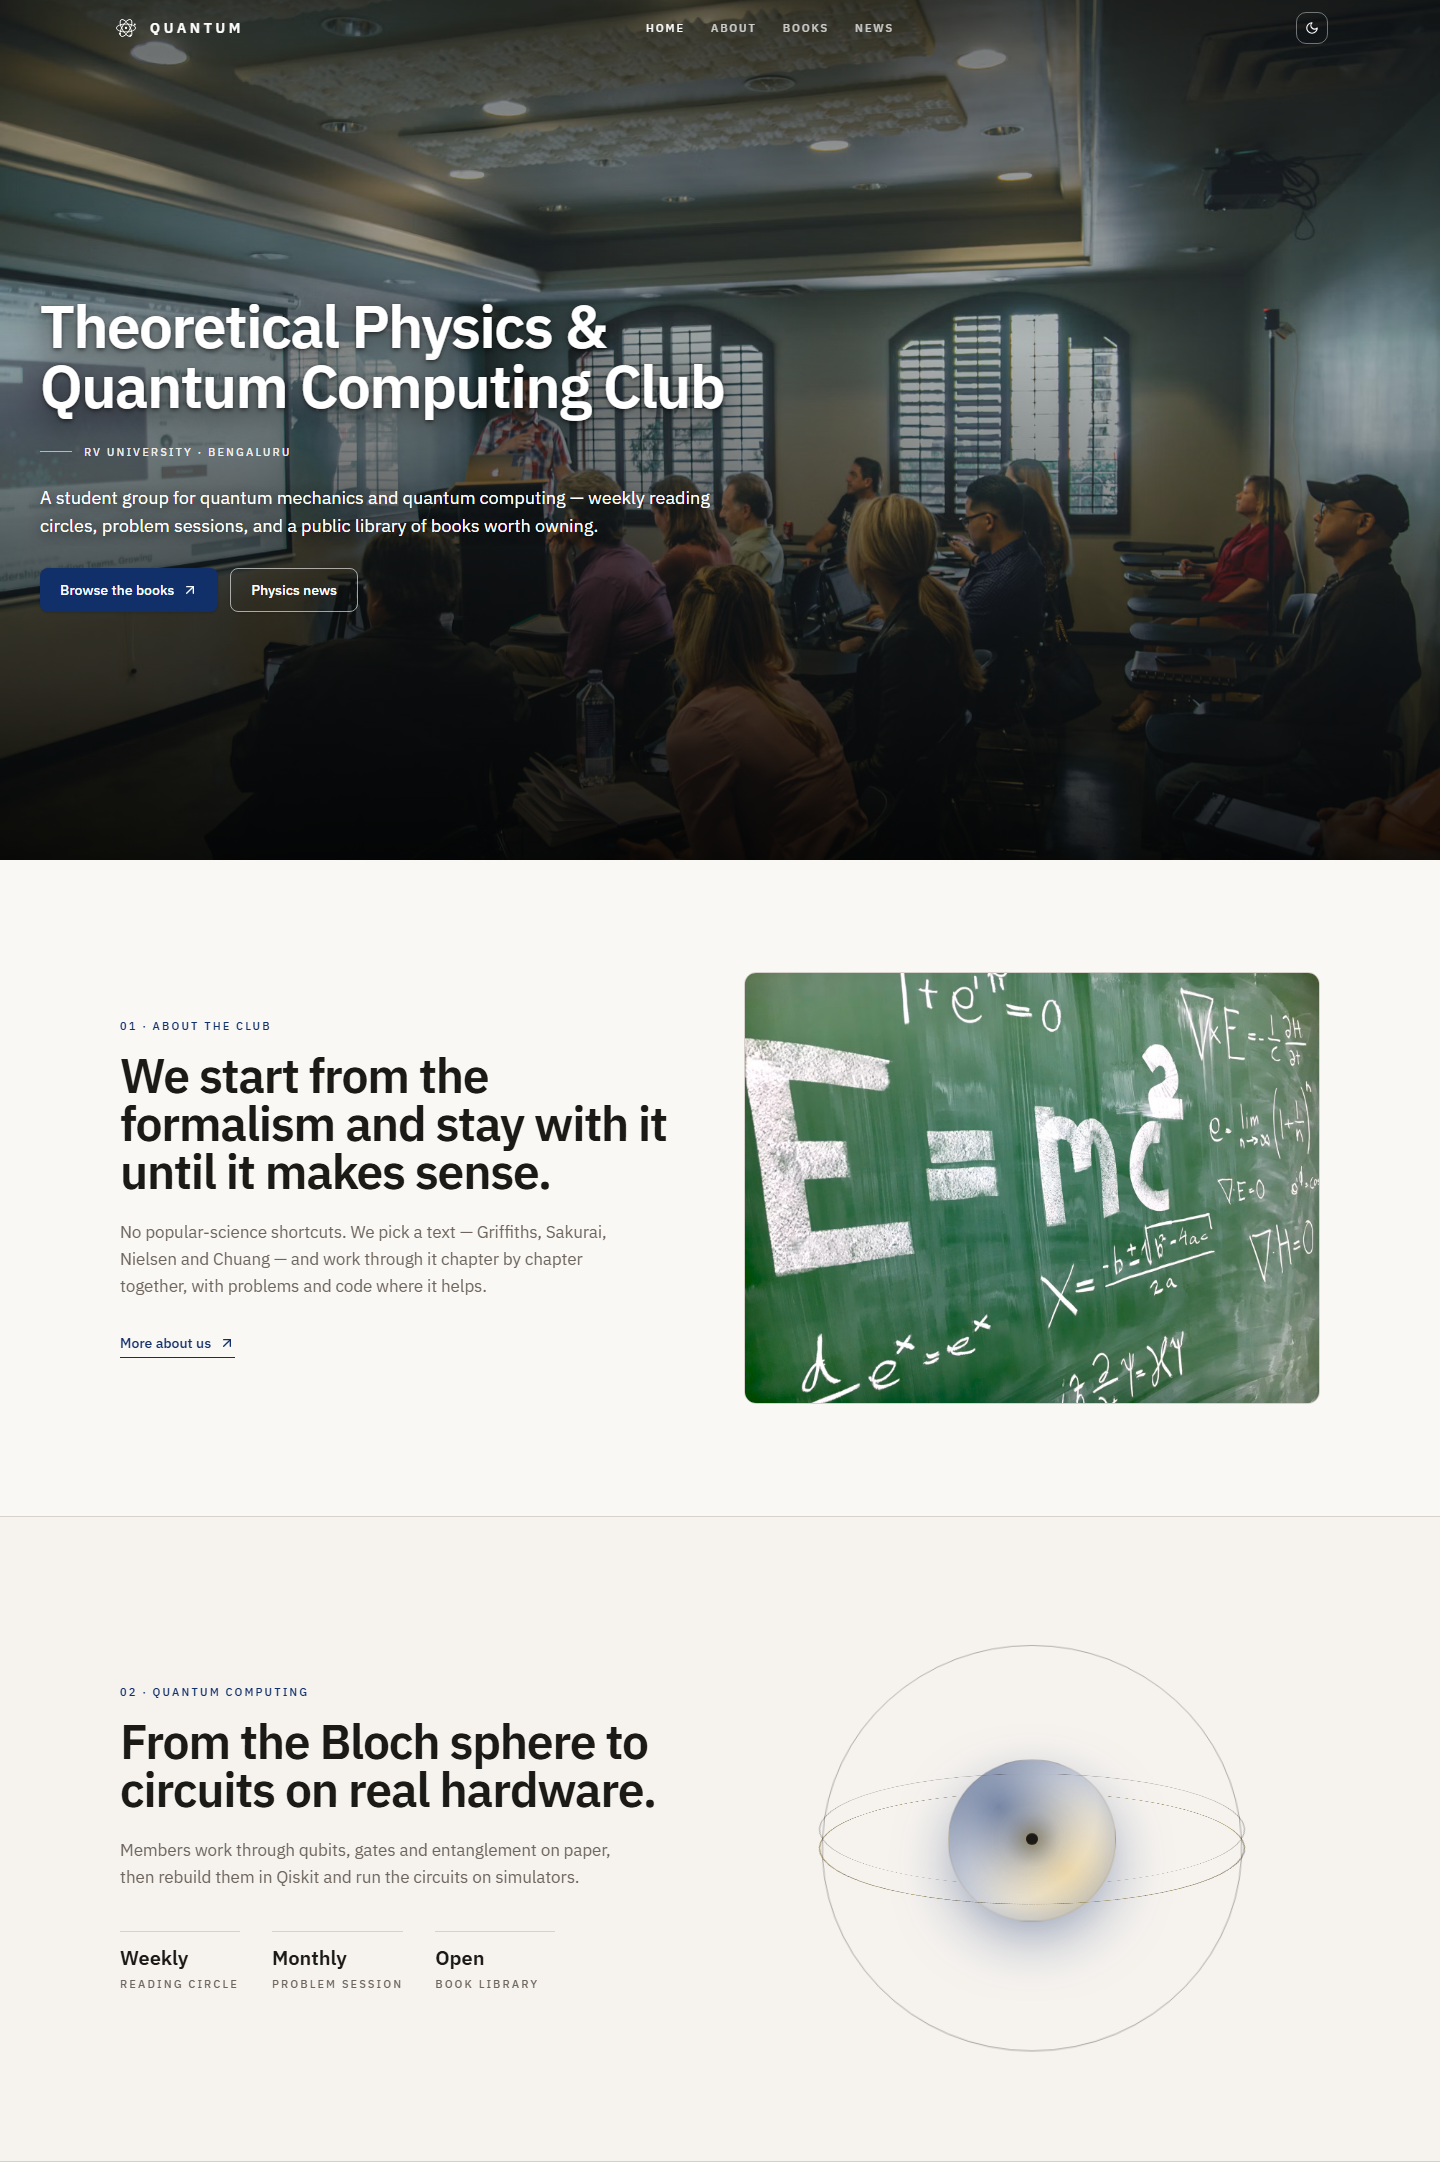 QUANTUM
HOME ABOUT BOOKS NEWS
Theoretical Physics &
Quantum Computing Club
RV UNIVERSITY · BENGALURU
A student group for quantum mechanics and quantum computing — weekly reading
circles, problem sessions, and a public library of books worth owning.
Browse the books
Physics news
01 · ABOUT THE CLUB
We start from the
formalism and stay with it
until it makes sense.
No popular-science shortcuts. We pick a text — Griffiths, Sakurai,
Nielsen and Chuang — and work through it chapter by chapter
together, with problems and code where it helps.
More about us
E = mc²
02 · QUANTUM COMPUTING
From the Bloch sphere to
circuits on real hardware.
Members work through qubits, gates and entanglement on paper,
then rebuild them in Qiskit and run the circuits on simulators.
Weekly
READING CIRCLE
Monthly
PROBLEM SESSION
Open
BOOK LIBRARY